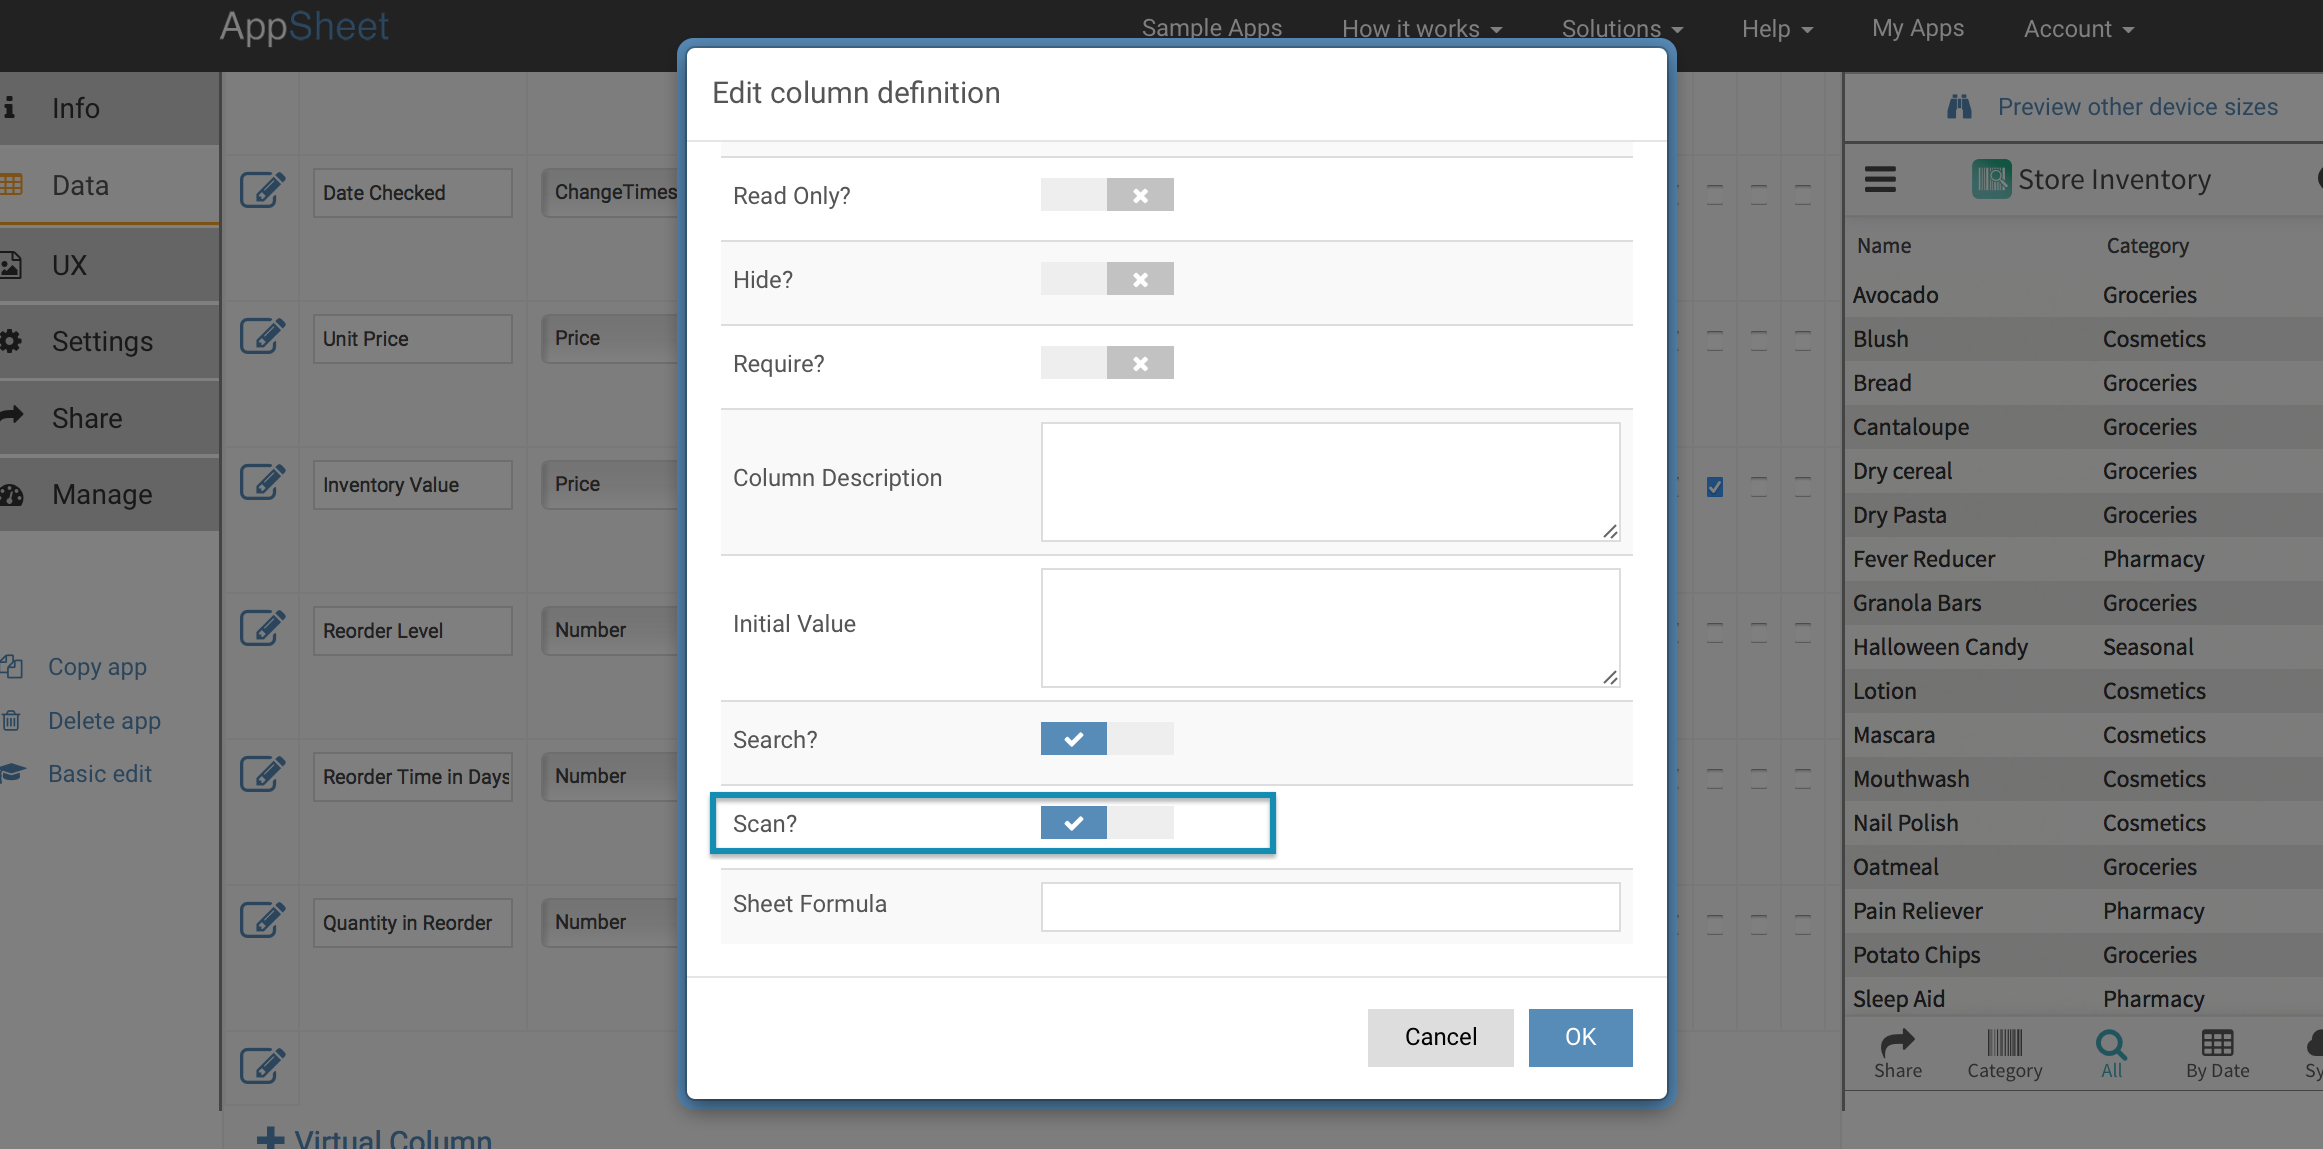 AppSheet
Sample Apps
How it works
Solutions
Help
My Apps
Account
Info
Data
UX
Settings
Share
Manage
Copy app
Delete app
Basic edit
Date Checked
ChangeTimes
Unit Price
Price
Inventory Value
Price
Reorder Level
Number
Reorder Time in Days
Number
Quantity in Reorder
Number
Virtual Column
Edit column definition
Read Only?
Hide?
Require?
Column Description
Initial Value
Search?
Scan?
Sheet Formula
Cancel
OK
Preview other device sizes
Store Inventory
Name Category
Avocado Groceries
Blush Cosmetics
Bread Groceries
Cantaloupe Groceries
Dry cereal Groceries
Dry Pasta Groceries
Fever Reducer Pharmacy
Granola Bars Groceries
Halloween Candy Seasonal
Lotion Cosmetics
Mascara Cosmetics
Mouthwash Cosmetics
Nail Polish Cosmetics
Oatmeal Groceries
Pain Reliever Pharmacy
Potato Chips Groceries
Sleep Aid Pharmacy
Share
Category
All
By Date
Sy